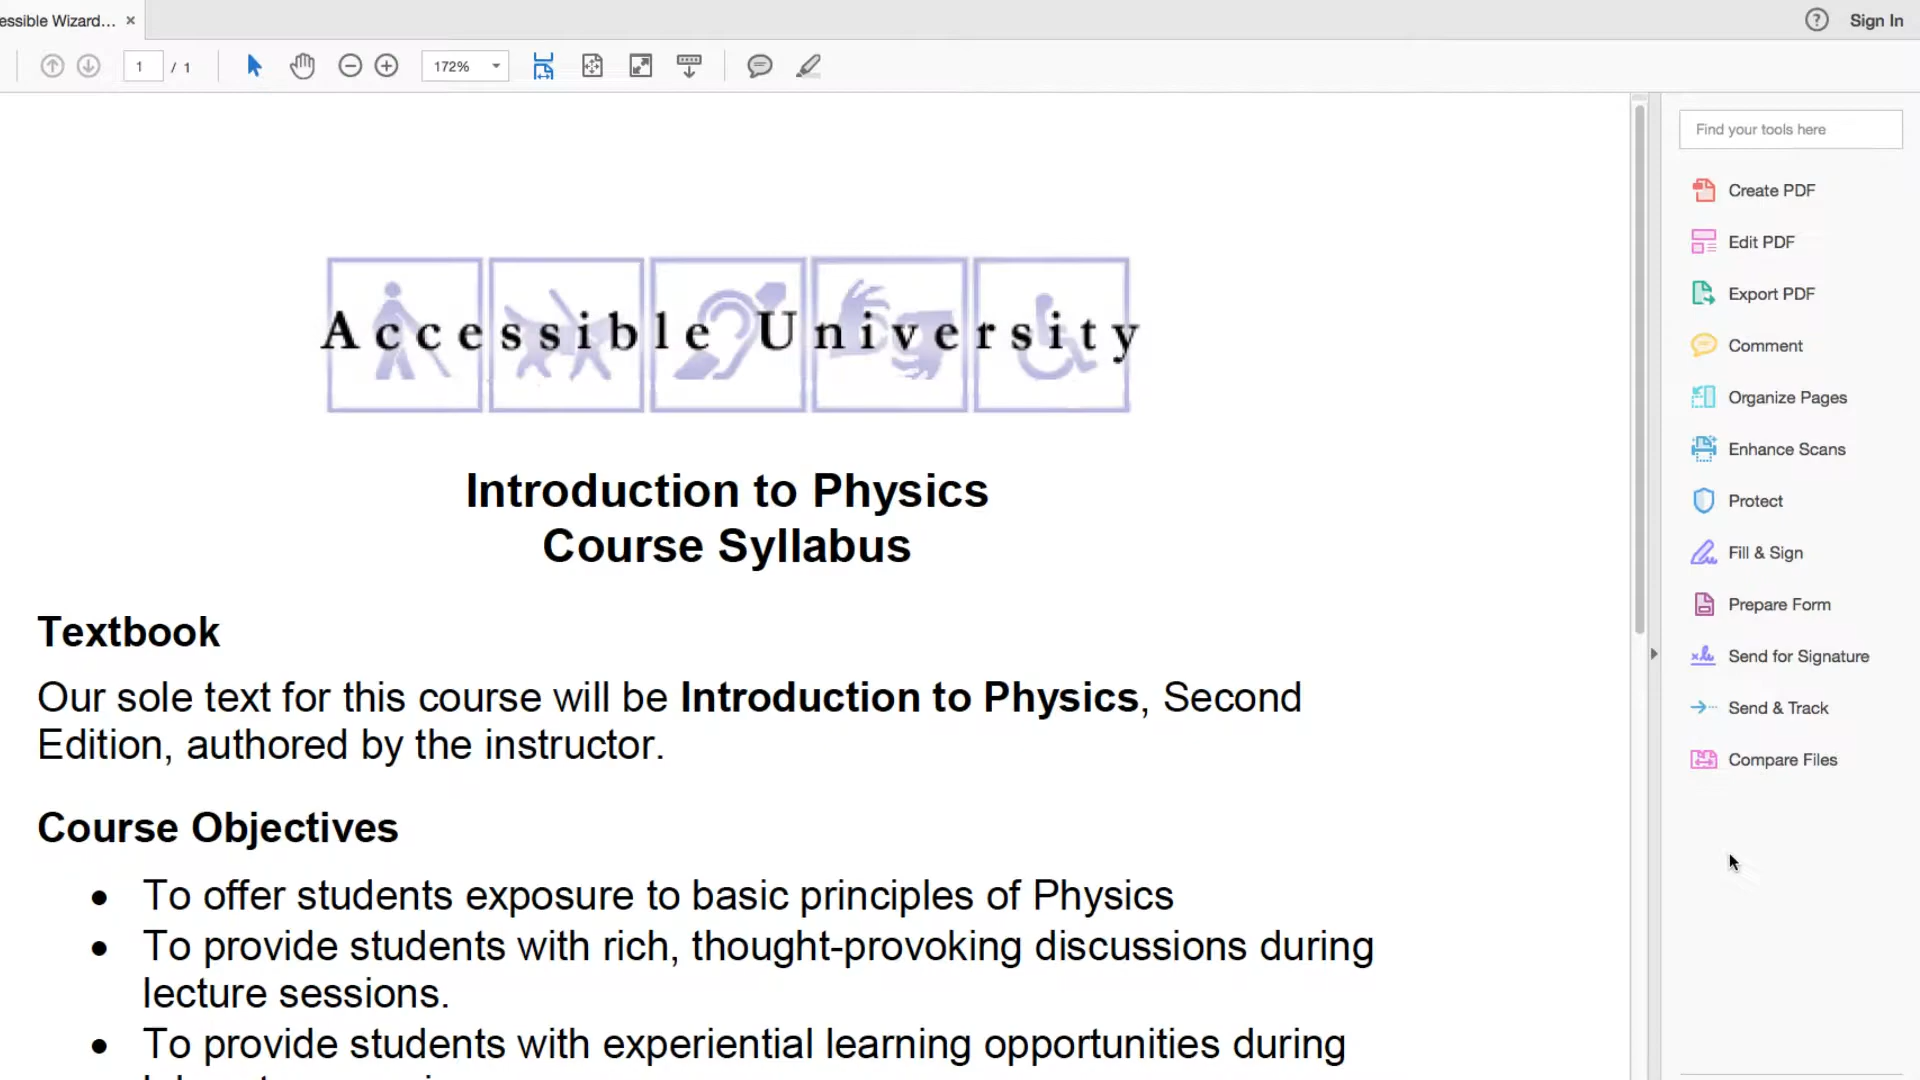 essible Wizard... ×
? Sign In
1 / 1
172%
Find your tools here
Create PDF
Edit PDF
Export PDF
Comment
Organize Pages
Enhance Scans
Protect
Fill & Sign
Prepare Form
Send for Signature
Send & Track
Compare Files
Accessible University
Introduction to Physics
Course Syllabus
Textbook
Our sole text for this course will be Introduction to Physics, Second
Edition, authored by the instructor.
Course Objectives
• To offer students exposure to basic principles of Physics
• To provide students with rich, thought-provoking discussions during
lecture sessions.
• To provide students with experiential learning opportunities during